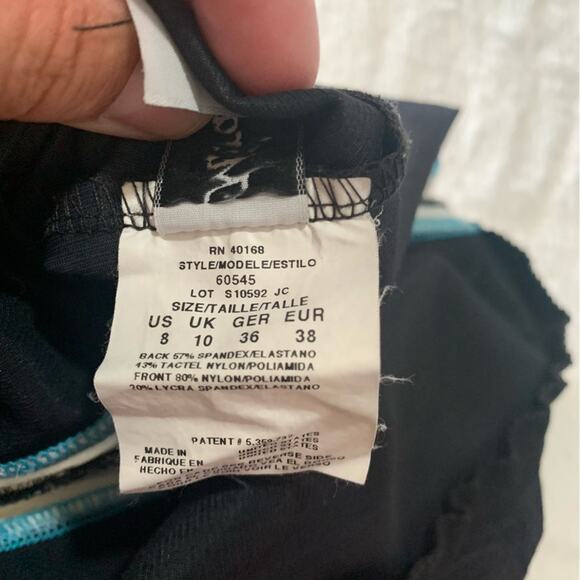 RN 40168
STYLE/MODELE/ESTILO
60545
LOT S10592 JC
SIZE/TAILLE/TALLE
US UK GER EUR
8 10 36 38
BACK 57% SPANDEX/ELASTANO
43% TACTEL NYLON/POLIAMIDA
FRONT 80% NYLON/POLIAMIDA
20% LYCRA SPANDEX/ELASTANO
PATENT #
MADE IN
FABRIQUE EN
HECHO EN
REVERSE SIDE